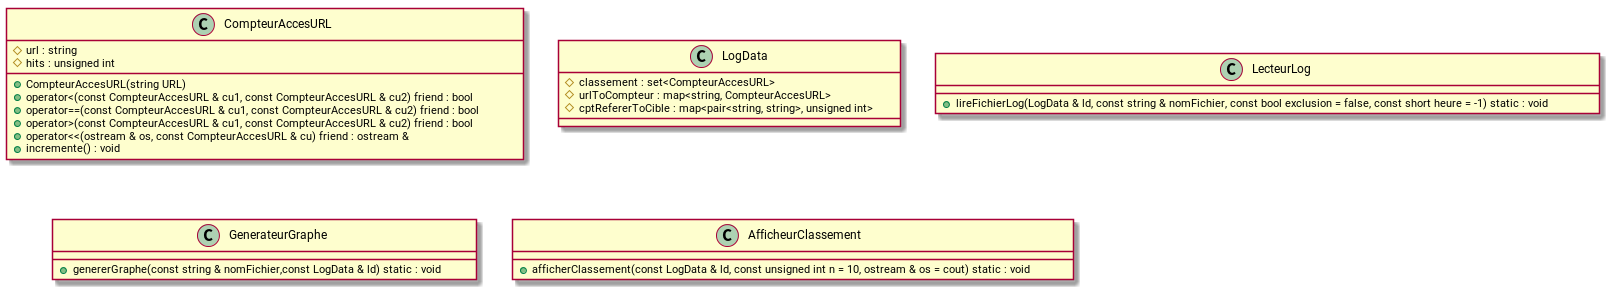 C CompteurAccesURL
url : string
hits : unsigned int
CompteurAccesURL(string URL)
operator<(const CompteurAccesURL & cu1, const CompteurAccesURL & cu2) friend : bool
operator==(const CompteurAccesURL & cu1, const CompteurAccesURL & cu2) friend : bool
operator>(const CompteurAccesURL & cu1, const CompteurAccesURL & cu2) friend : bool
operator<<(ostream & os, const CompteurAccesURL & cu) friend : ostream &
incremente() : void
C LogData
classement : set<CompteurAccesURL>
urlToCompteur : map<string, CompteurAccesURL>
cptRefererToCible : map<pair<string, string>, unsigned int>
C LecteurLog
lireFichierLog(LogData & ld, const string & nomFichier, const bool exclusion = false, const short heure = -1) static : void
C GenerateurGraphe
genererGraphe(const string & nomFichier,const LogData & ld) static : void
C AfficheurClassement
afficherClassement(const LogData & ld, const unsigned int n = 10, ostream & os = cout) static : void